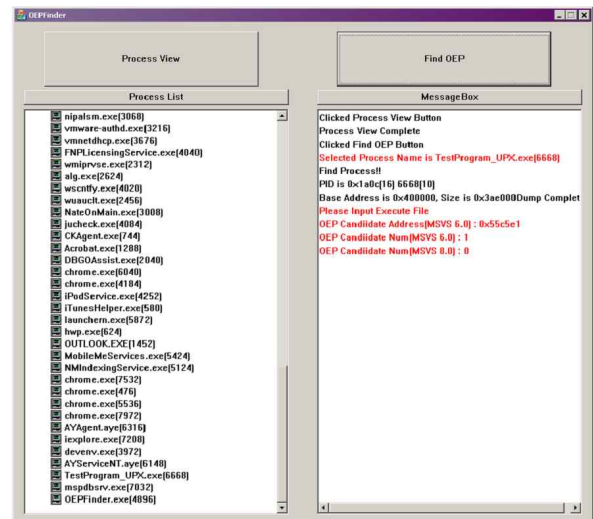 OEPFinder
Process View
Find OEP
Process List
MessageBox
nipalsm.exe(3068)
vmware-authd.exe(3216)
vmnetdhcp.exe(3676)
FNPLicensingService.exe(4040)
wmiprvse.exe(2312)
alg.exe(2624)
wscntfy.exe(4020)
wuauclt.exe(2456)
NateOnMain.exe(3008)
jucheck.exe(4084)
CKAgent.exe(744)
Acrobat.exe(1288)
DBGOAssist.exe(2040)
chrome.exe(6040)
chrome.exe(4184)
iPodService.exe(4252)
iTunesHelper.exe(580)
launchern.exe(5872)
hwp.exe(624)
OUTLOOK.EXE(1452)
MobileMeServices.exe(5424)
NMIndexingService.exe(5124)
chrome.exe(7532)
chrome.exe(476)
chrome.exe(5536)
chrome.exe(7972)
AYAgent.aye(6316)
iexplore.exe(7208)
devenv.exe(3972)
AYServiceNT.aye(6148)
TestProgram_UPX.exe(6668)
mspdbsrv.exe(7032)
OEPFinder.exe(4896)
Clicked Process View Button
Process View Complete
Clicked Find OEP Button
Selected Process Name is TestProgram_UPX.exe(6668)
Find Process!!
PID is 0x1a0c(16) 6668(10)
Base Address is 0x400000, Size is 0x3ae000Dump Complet
Please Input Execute File
OEP Candiidate Address(MSVS 6.0) : 0x55c5e1
OEP Candiidate Num(MSVS 6.0) : 1
OEP Candiidate Num(MSVS 8.0) : 0